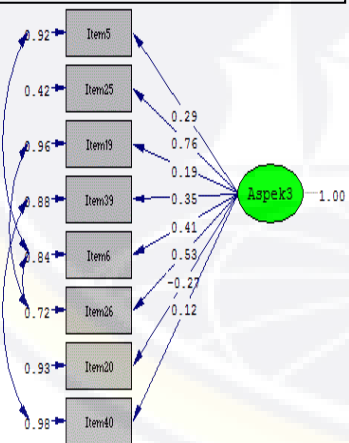 0.92 Item5
0.42 Item25
0.96 Item19
0.88 Item39
0.84 Item6
0.72 Item26
0.93 Item20
0.98 Item40
0.29
0.76
0.19
0.35
0.41
0.53
-0.27
0.12
Aspek3 1.00